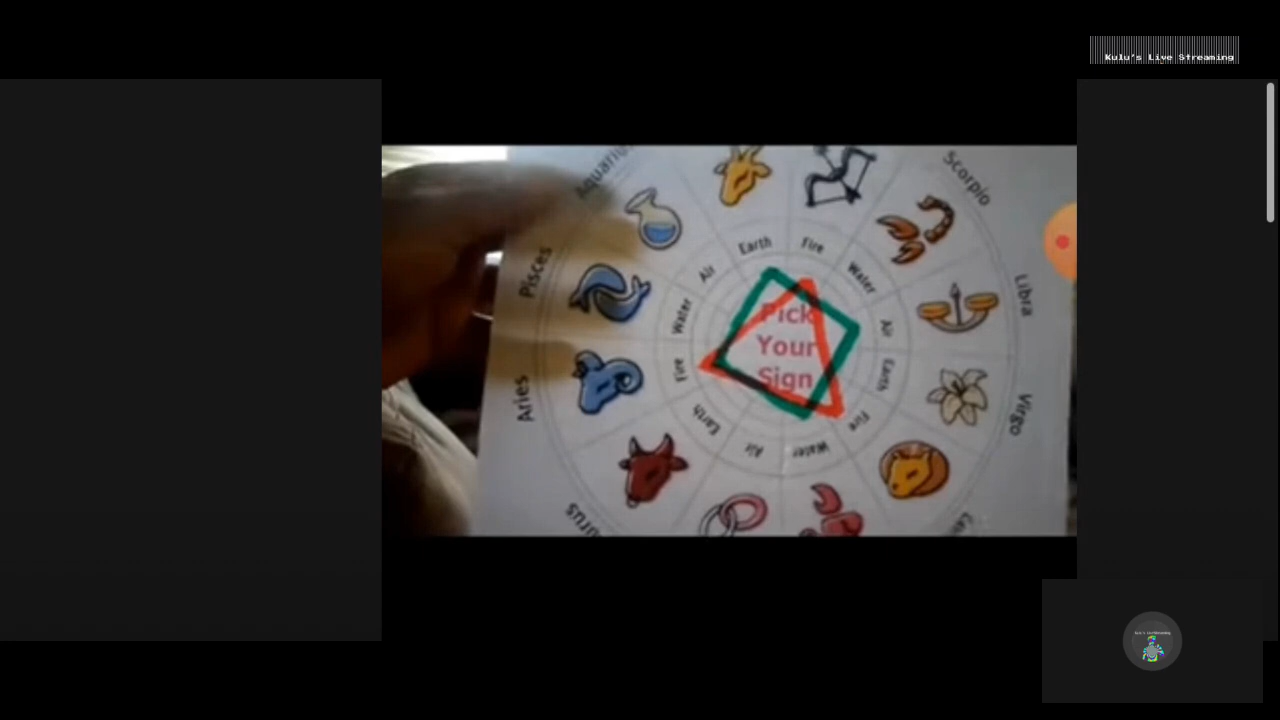 Kulu's Live Streaming
Aquarius
Scorpio
Pisces
Libra
Aries
Virgo
Earth
Fire
Air
Water
Water
Air
Fire
Earth
Earth
Fire
Air
Water
Pick
Your
Sign